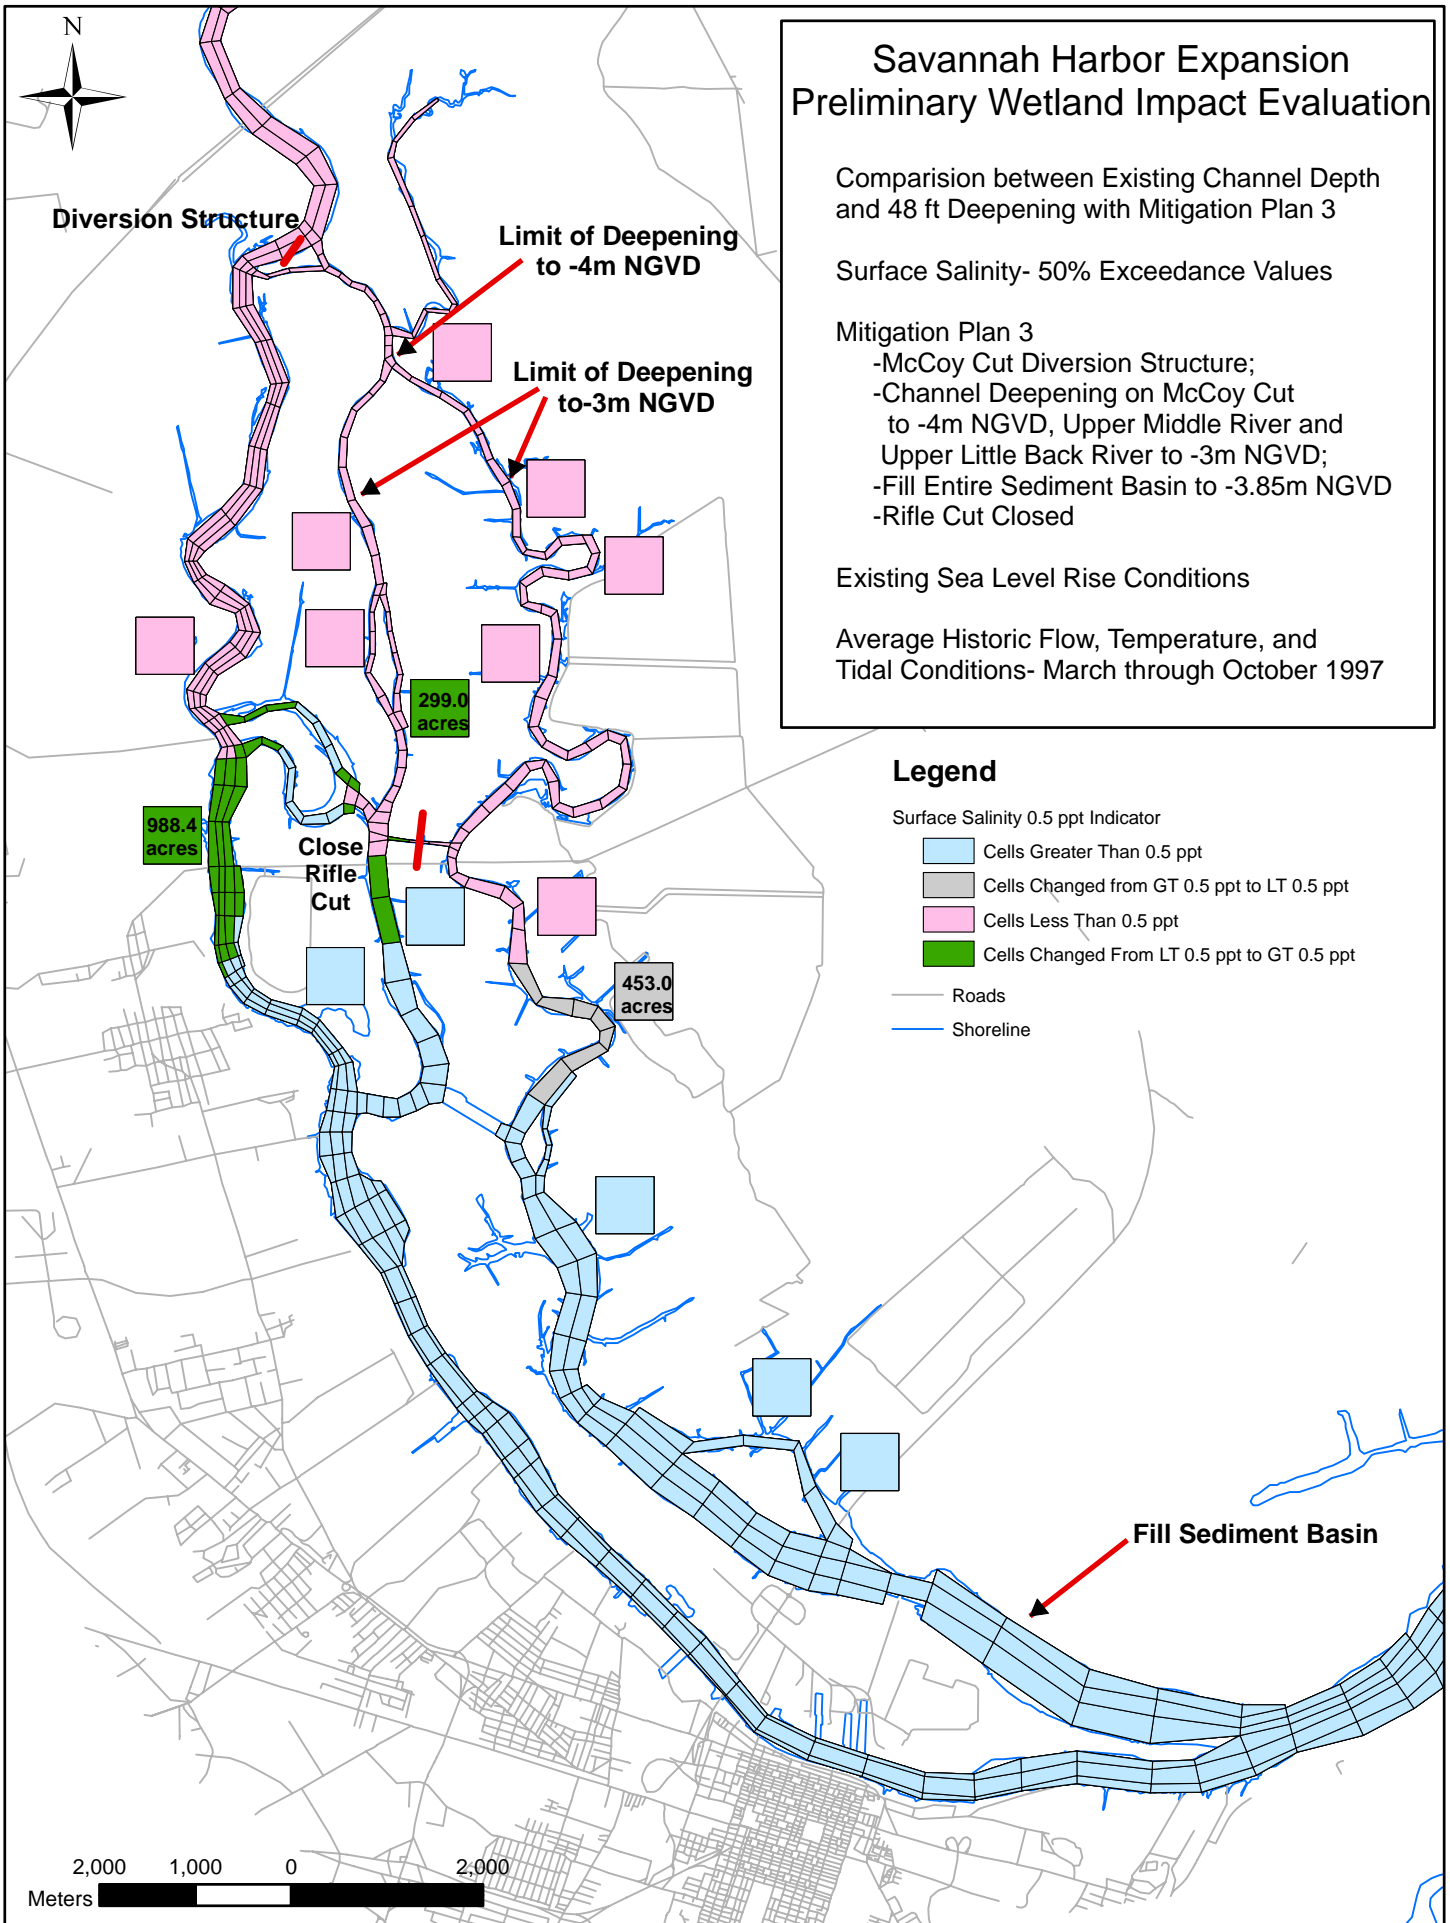 N
Savannah Harbor Expansion
Preliminary Wetland Impact Evaluation
Comparision between Existing Channel Depth
and 48 ft Deepening with Mitigation Plan 3
Surface Salinity- 50% Exceedance Values
Mitigation Plan 3
-McCoy Cut Diversion Structure;
-Channel Deepening on McCoy Cut
to -4m NGVD, Upper Middle River and
Upper Little Back River to -3m NGVD;
-Fill Entire Sediment Basin to -3.85m NGVD
-Rifle Cut Closed
Existing Sea Level Rise Conditions
Average Historic Flow, Temperature, and
Tidal Conditions- March through October 1997
Diversion Structure
Limit of Deepening
to -4m NGVD
Limit of Deepening
to-3m NGVD
299.0
acres
988.4
acres
Close
Rifle
Cut
453.0
acres
Legend
Surface Salinity 0.5 ppt Indicator
Cells Greater Than 0.5 ppt
Cells Changed from GT 0.5 ppt to LT 0.5 ppt
Cells Less Than 0.5 ppt
Cells Changed From LT 0.5 ppt to GT 0.5 ppt
Roads
Shoreline
Fill Sediment Basin
2,000 1,000 0 2,000
Meters